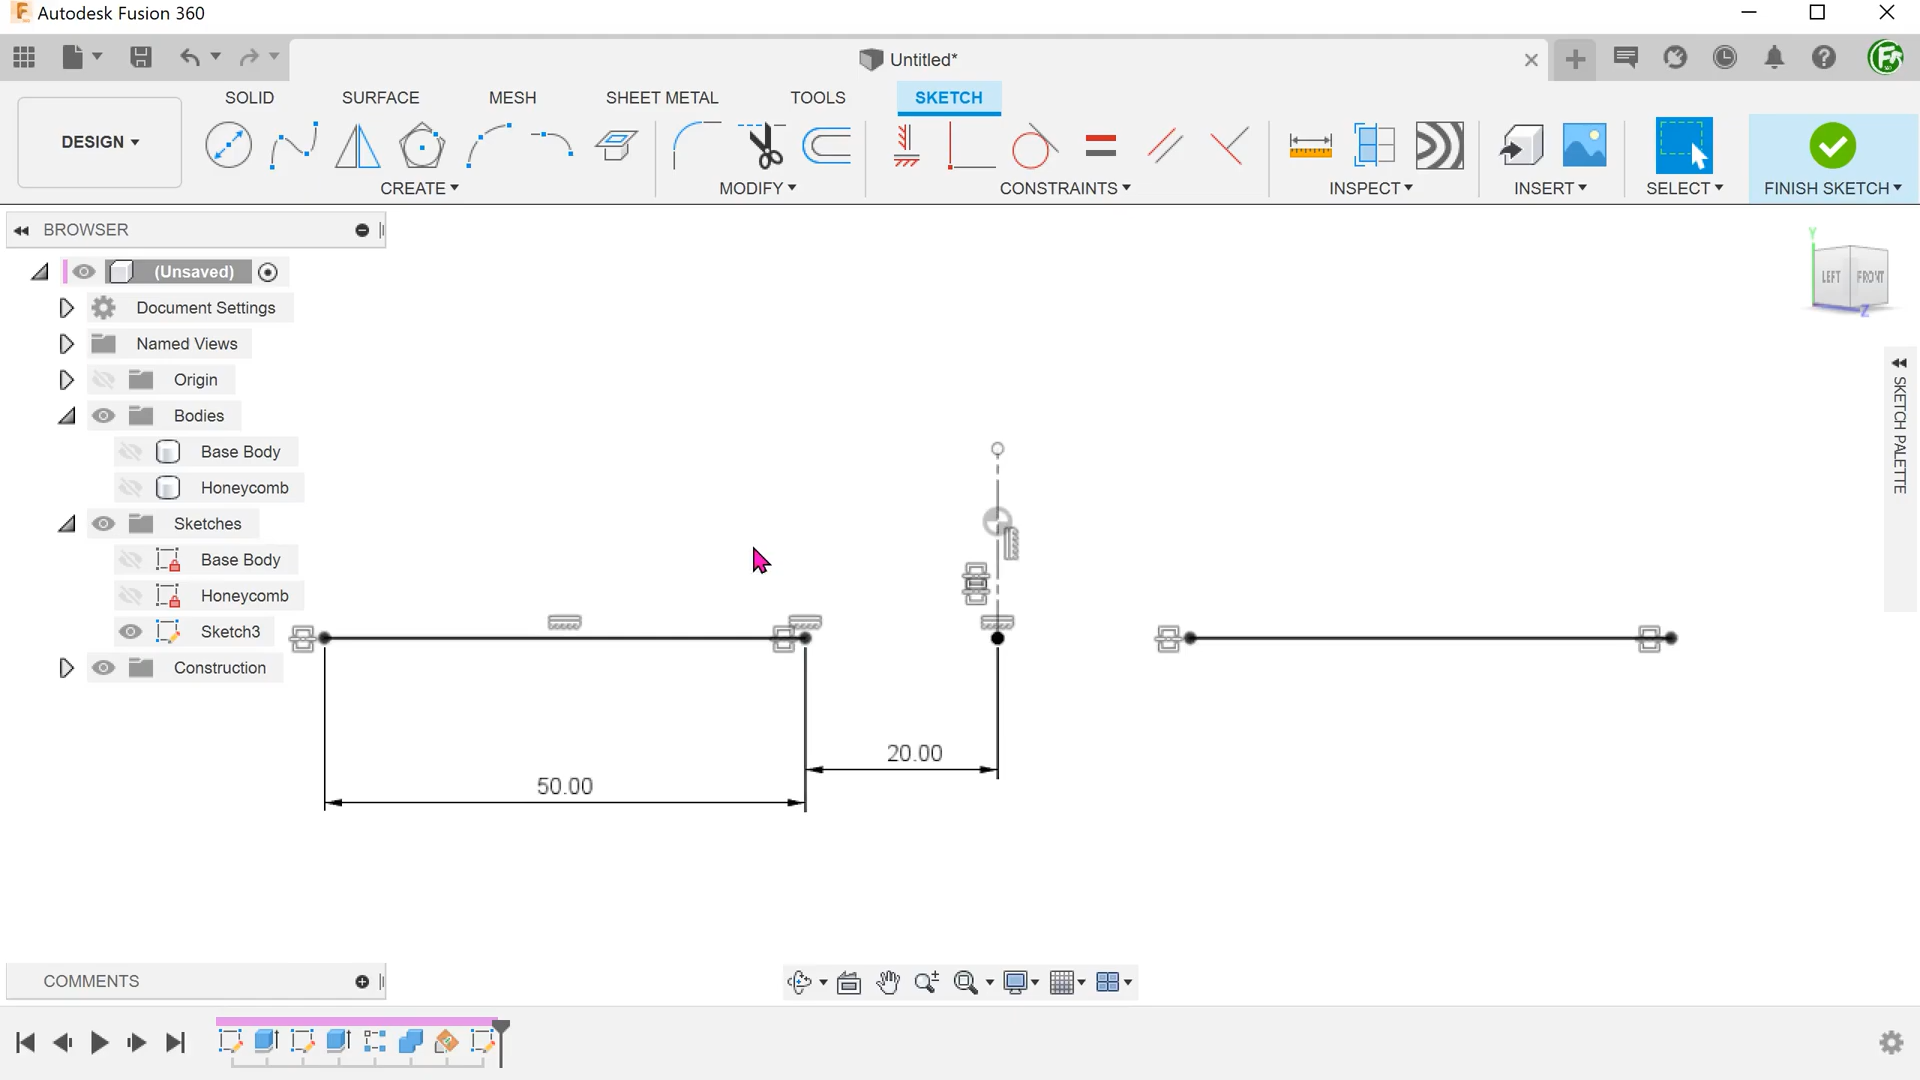 Autodesk Fusion 360
Untitled*
SOLID SURFACE MESH SHEET METAL TOOLS SKETCH
DESIGN
CREATE MODIFY CONSTRAINTS INSPECT INSERT SELECT FINISH SKETCH
BROWSER
(Unsaved)
Document Settings
Named Views
Origin
Bodies
Base Body
Honeycomb
Sketches
Base Body
Honeycomb
Sketch3
Construction
Y
LEFT FRONT
Z
SKETCH PALETTE
20.00
50.00
COMMENTS